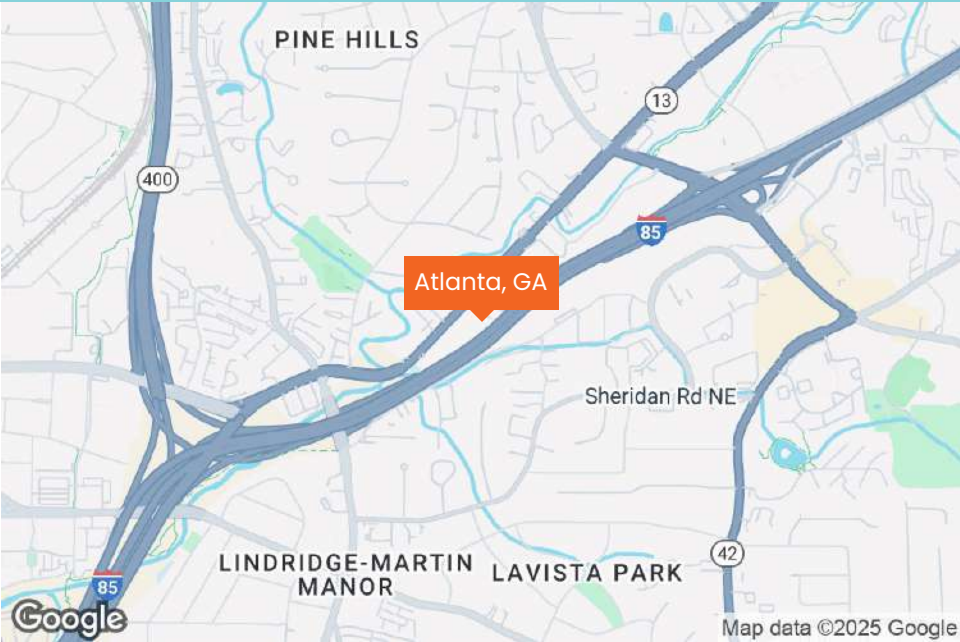 PINE HILLS
13
400
85
Atlanta, GA
Sheridan Rd NE
42
LINDRIDGE-MARTIN
MANOR
LAVISTA PARK
85
Google
Map data ©2025 Google